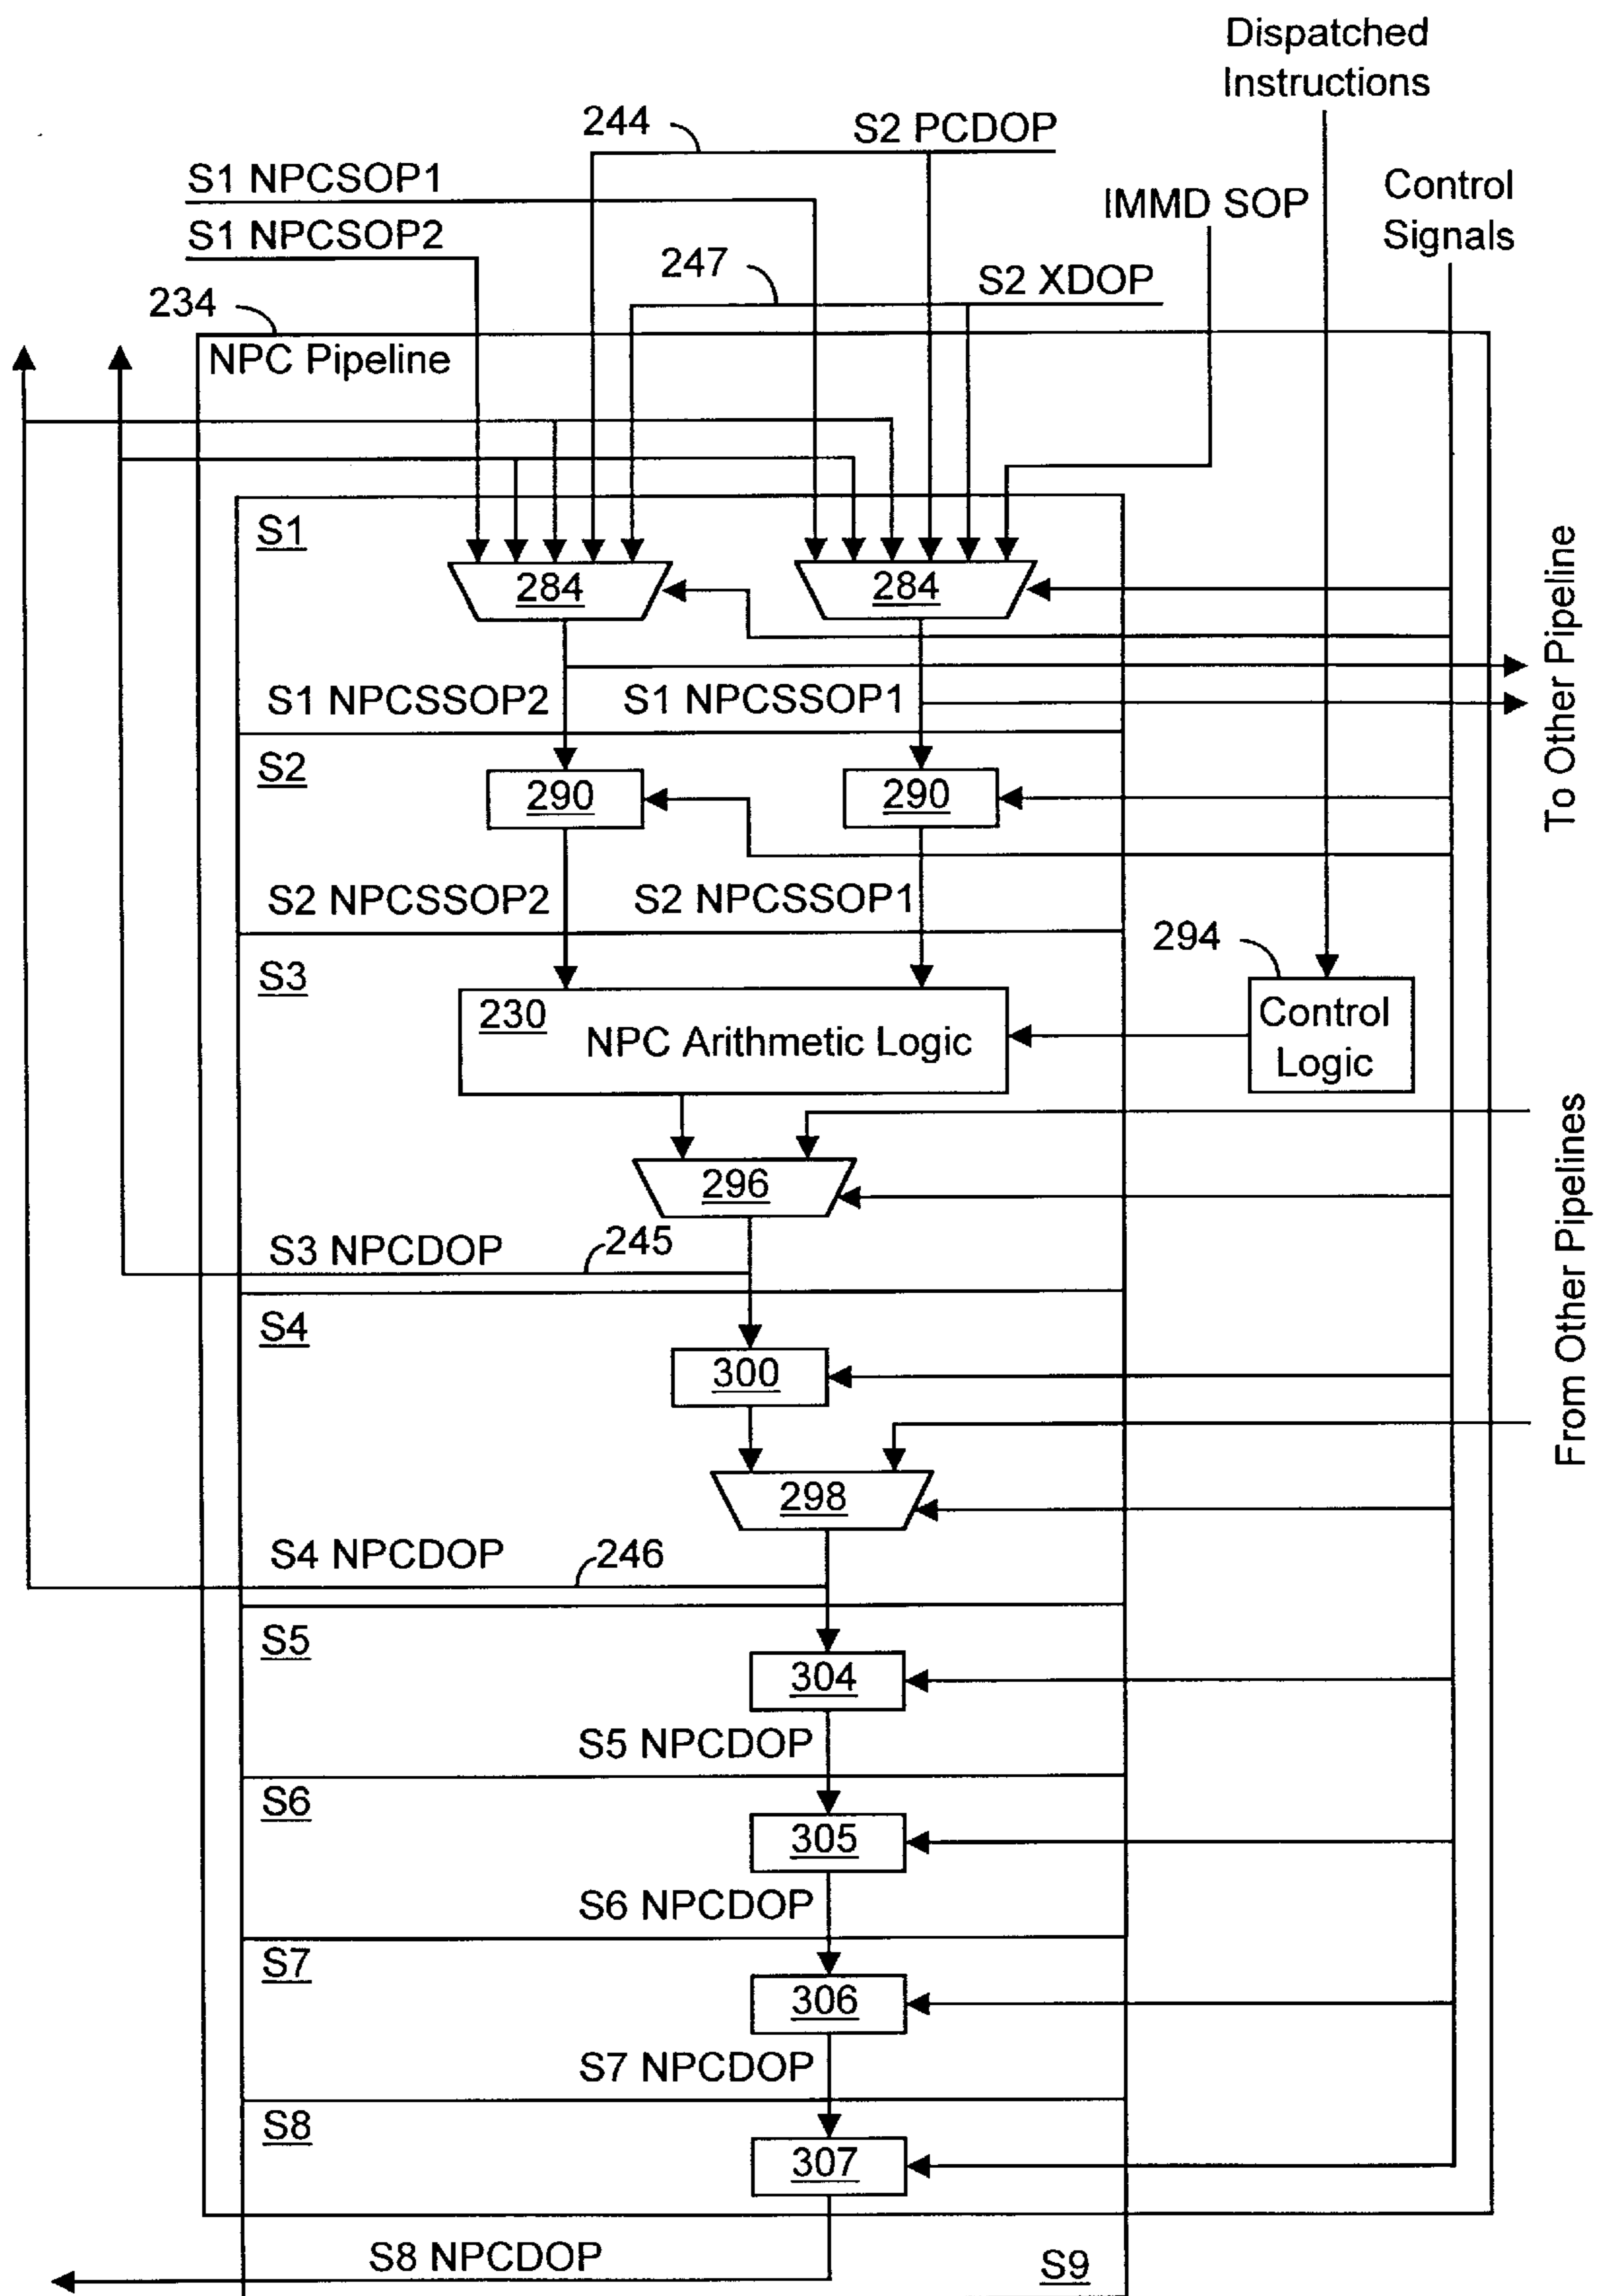 Dispatched
Instructions
244
S2 PCDOP
S1 NPCSOP1
IMMD SOP
Control
Signals
S1 NPCSOP2
247
S2 XDOP
234
NPC Pipeline
S1
284
284
To Other Pipeline
S1 NPCSSOP2
S1 NPCSSOP1
S2
290
290
S2 NPCSSOP2
S2 NPCSSOP1
294
S3
230
NPC Arithmetic Logic
Control
Logic
From Other Pipelines
296
S3 NPCDOP
245
S4
300
298
S4 NPCDOP
246
S5
304
S5 NPCDOP
S6
305
S6 NPCDOP
S7
306
S7 NPCDOP
S8
307
S8 NPCDOP
S9